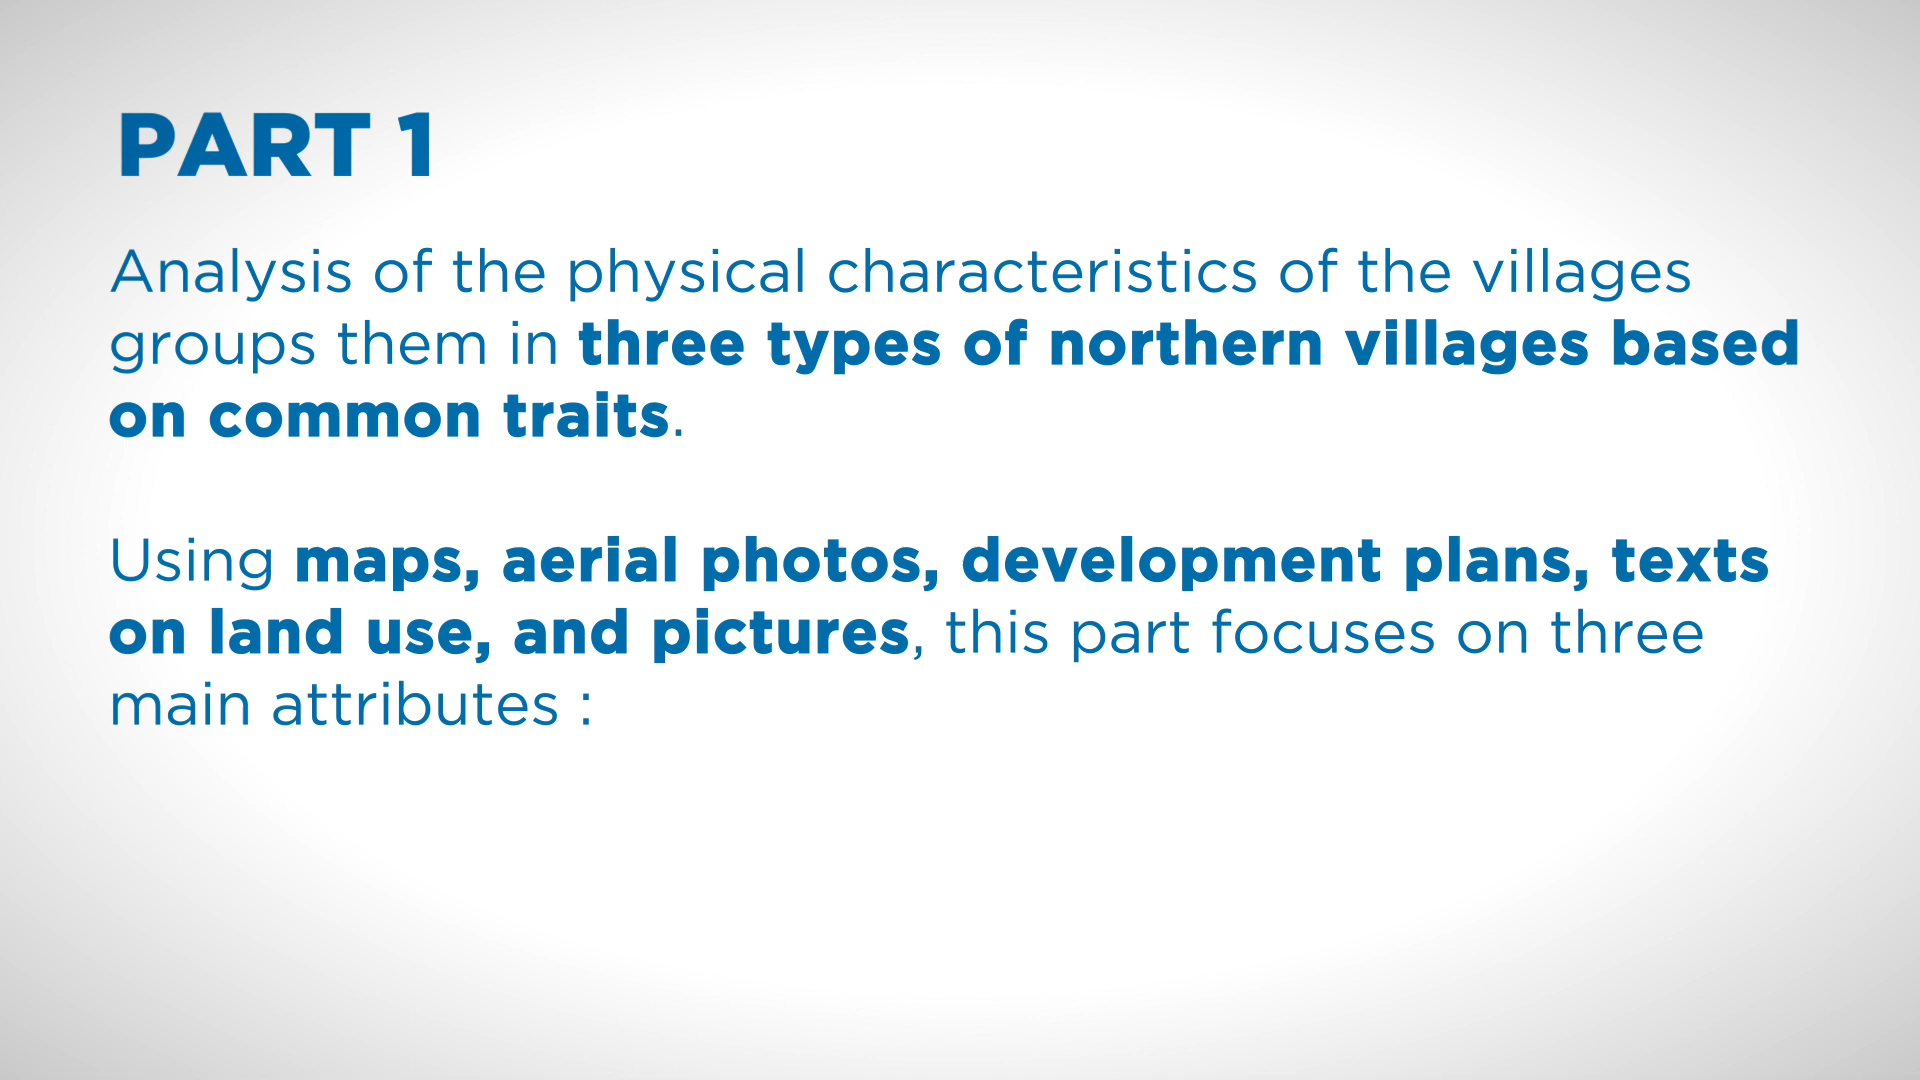 PART 1
Analysis of the physical characteristics of the villages
groups them in three types of northern villages based
on common traits.
Using maps, aerial photos, development plans, texts
on land use, and pictures, this part focuses on three
main attributes :